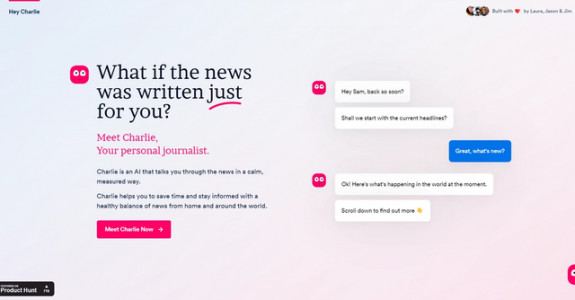 Hey Charlie
Built with ❤ by Laura, Jason & Jim
What if the news
was written just
for you?
Meet Charlie,
Your personal journalist.
Charlie is an AI that talks you through the news in a calm,
measured way.
Charlie helps you to save time and stay informed with a
healthy balance of news from home and around the world.
Meet Charlie Now →
Hey Sam, back so soon?
Shall we start with the current headlines?
Great, what's new?
Ok! Here's what's happening in the world at the moment.
Scroll down to find out more 👇
Product Hunt